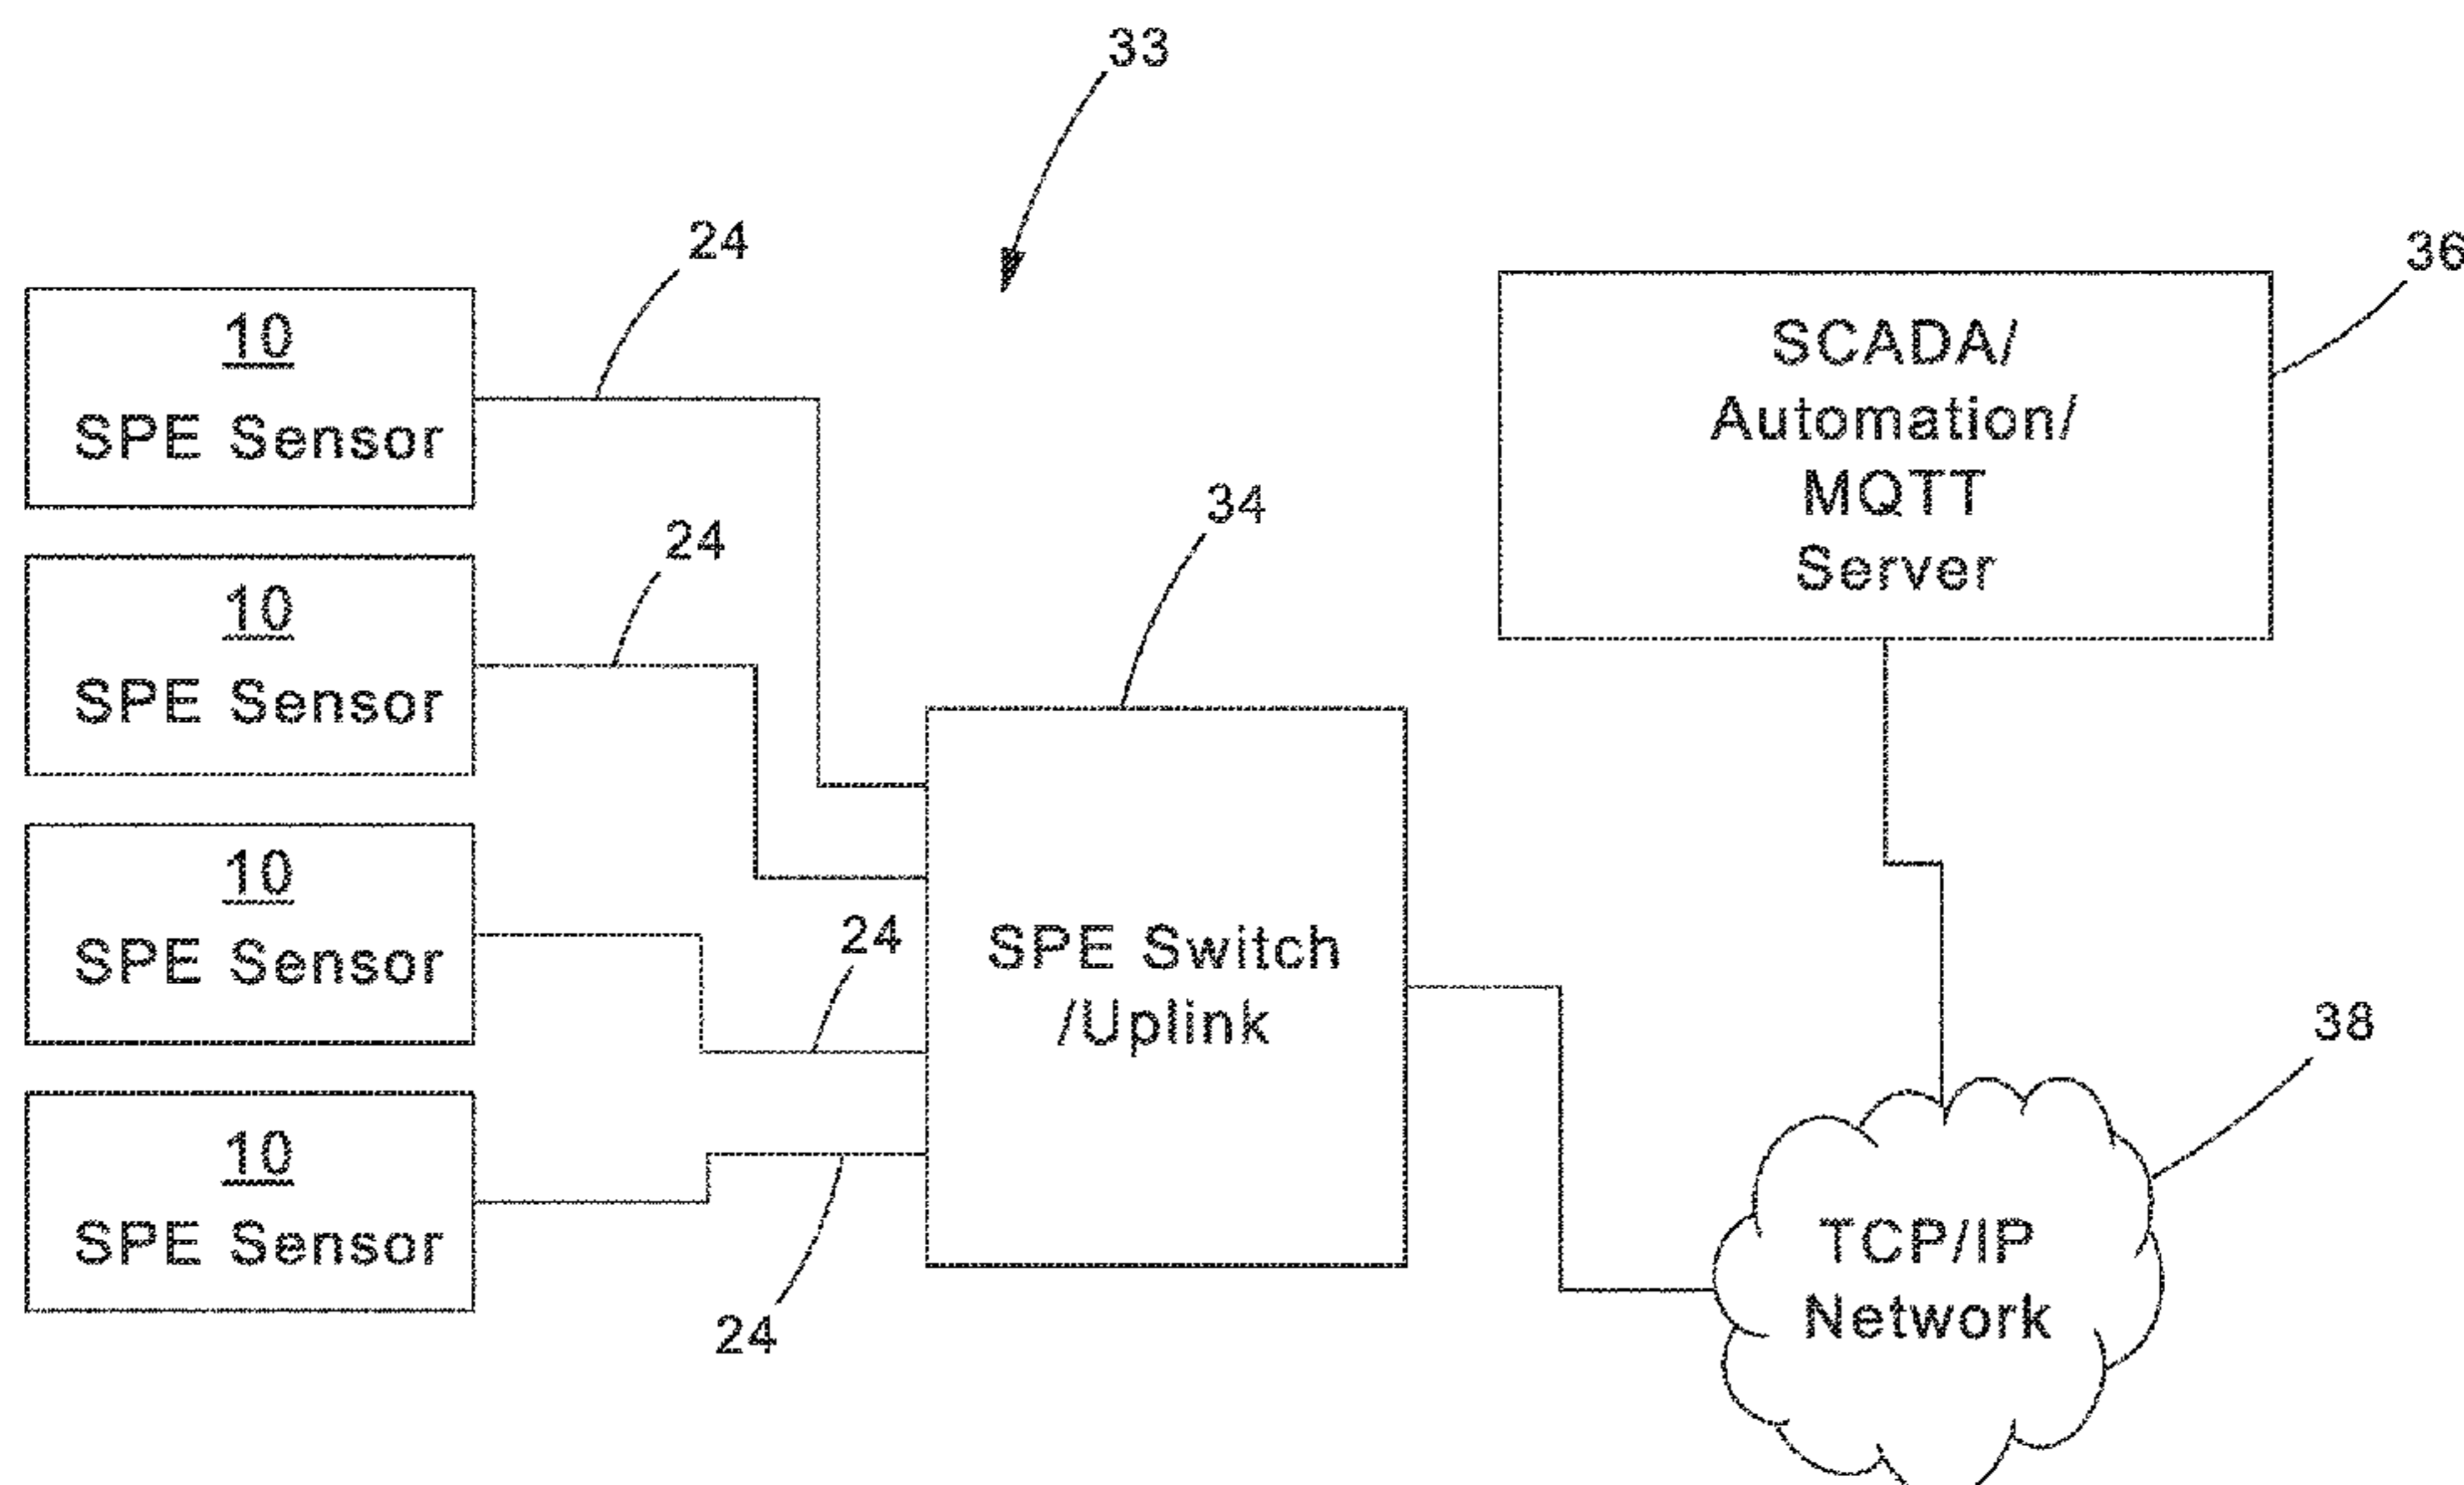 33
24
36
10
SPE Sensor
SCADA/
Automation/
MQTT
Server
24
34
10
SPE Sensor
10
SPE Sensor
24
SPE Switch
/Uplink
38
10
SPE Sensor
24
TCP/IP
Network